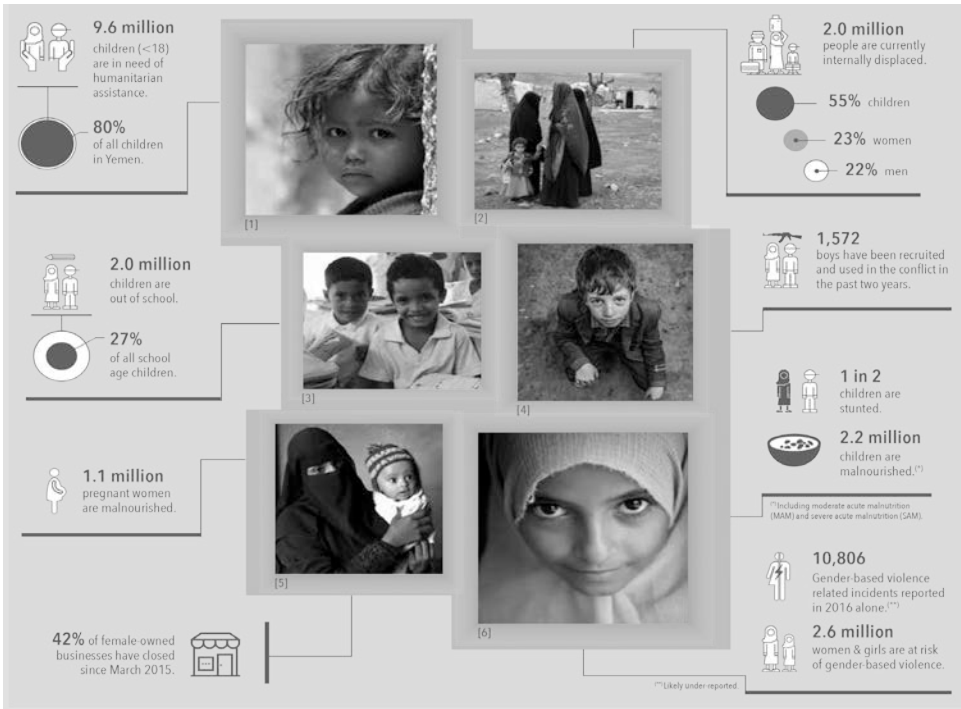 9.6 million
children (<18)
are in need of
humanitarian
assistance.
80%
of all children
in Yemen.
2.0 million
children are
out of school.
27%
of all school
age children.
1.1 million
pregnant women
are malnourished.
42% of female-owned
businesses have closed
since March 2015.
[1]
[2]
[3]
[4]
[5]
[6]
2.0 million
people are currently
internally displaced.
55% children
23% women
22% men
1,572
boys have been recruited
and used in the conflict in
the past two years.
1 in 2
children are
stunted.
2.2 million
children are
malnourished.(*)
(*)Including moderate acute malnutrition
(MAM) and severe acute malnutrition (SAM).
10,806
Gender-based violence
related incidents reported
in 2016 alone.(**)
2.6 million
women & girls are at risk
of gender-based violence.
(**)Likely under-reported.